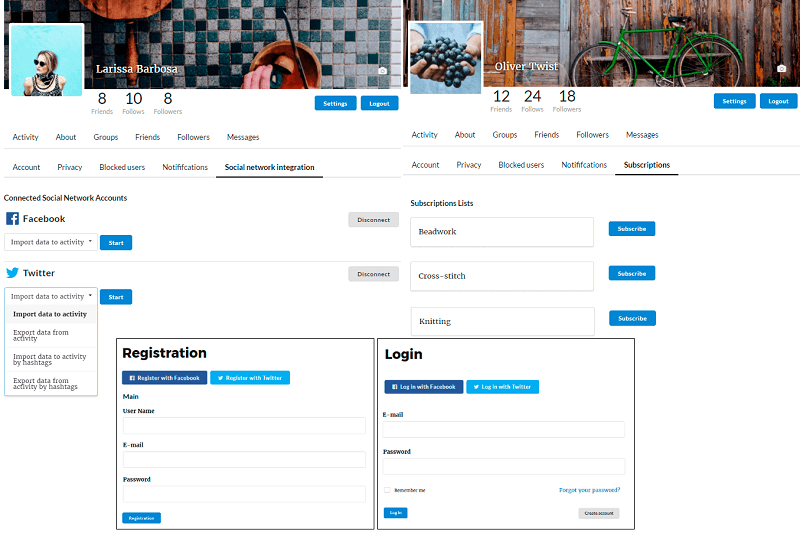 Larissa Barbosa
8 10 8
Friends Follows Followers
Settings Logout
Activity About Groups Friends Followers Messages
Account Privacy Blocked users Notififcations Social network integration
Connected Social Network Accounts
Facebook Disconnect
Import data to activity Start
Twitter Disconnect
Import data to activity Start
Import data to activity
Export data from
activity
Import data to activity
by hashtags
Export data from
activity by hashtags
Oliver Twist
12 24 18
Friends Follows Followers
Settings Logout
Activity About Groups Friends Followers Messages
Account Privacy Blocked users Notififcations Subscriptions
Subscriptions Lists
Beadwork Subscribe
Cross-stitch Subscribe
Knitting Subscribe
Registration
Register with Facebook Register with Twitter
Main
User Name
E-mail
Password
Registration
Login
Log in with Facebook Log in with Twitter
E-mail
Password
Remember me Forgot your password?
Log in Create account